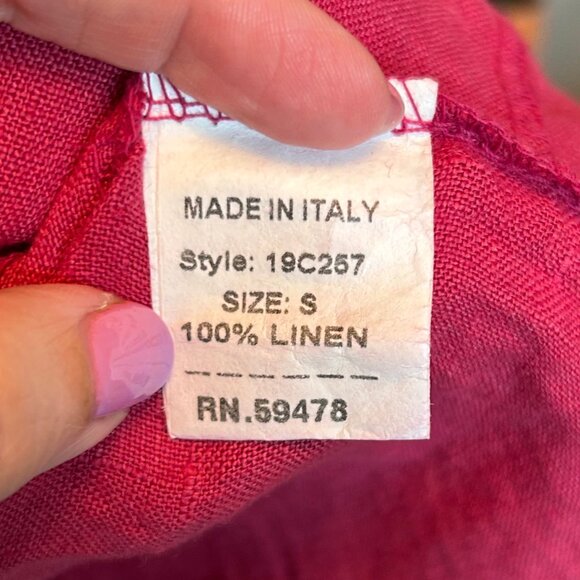 MADE IN ITALY
Style: 19C257
SIZE: S
100% LINEN
RN.59478